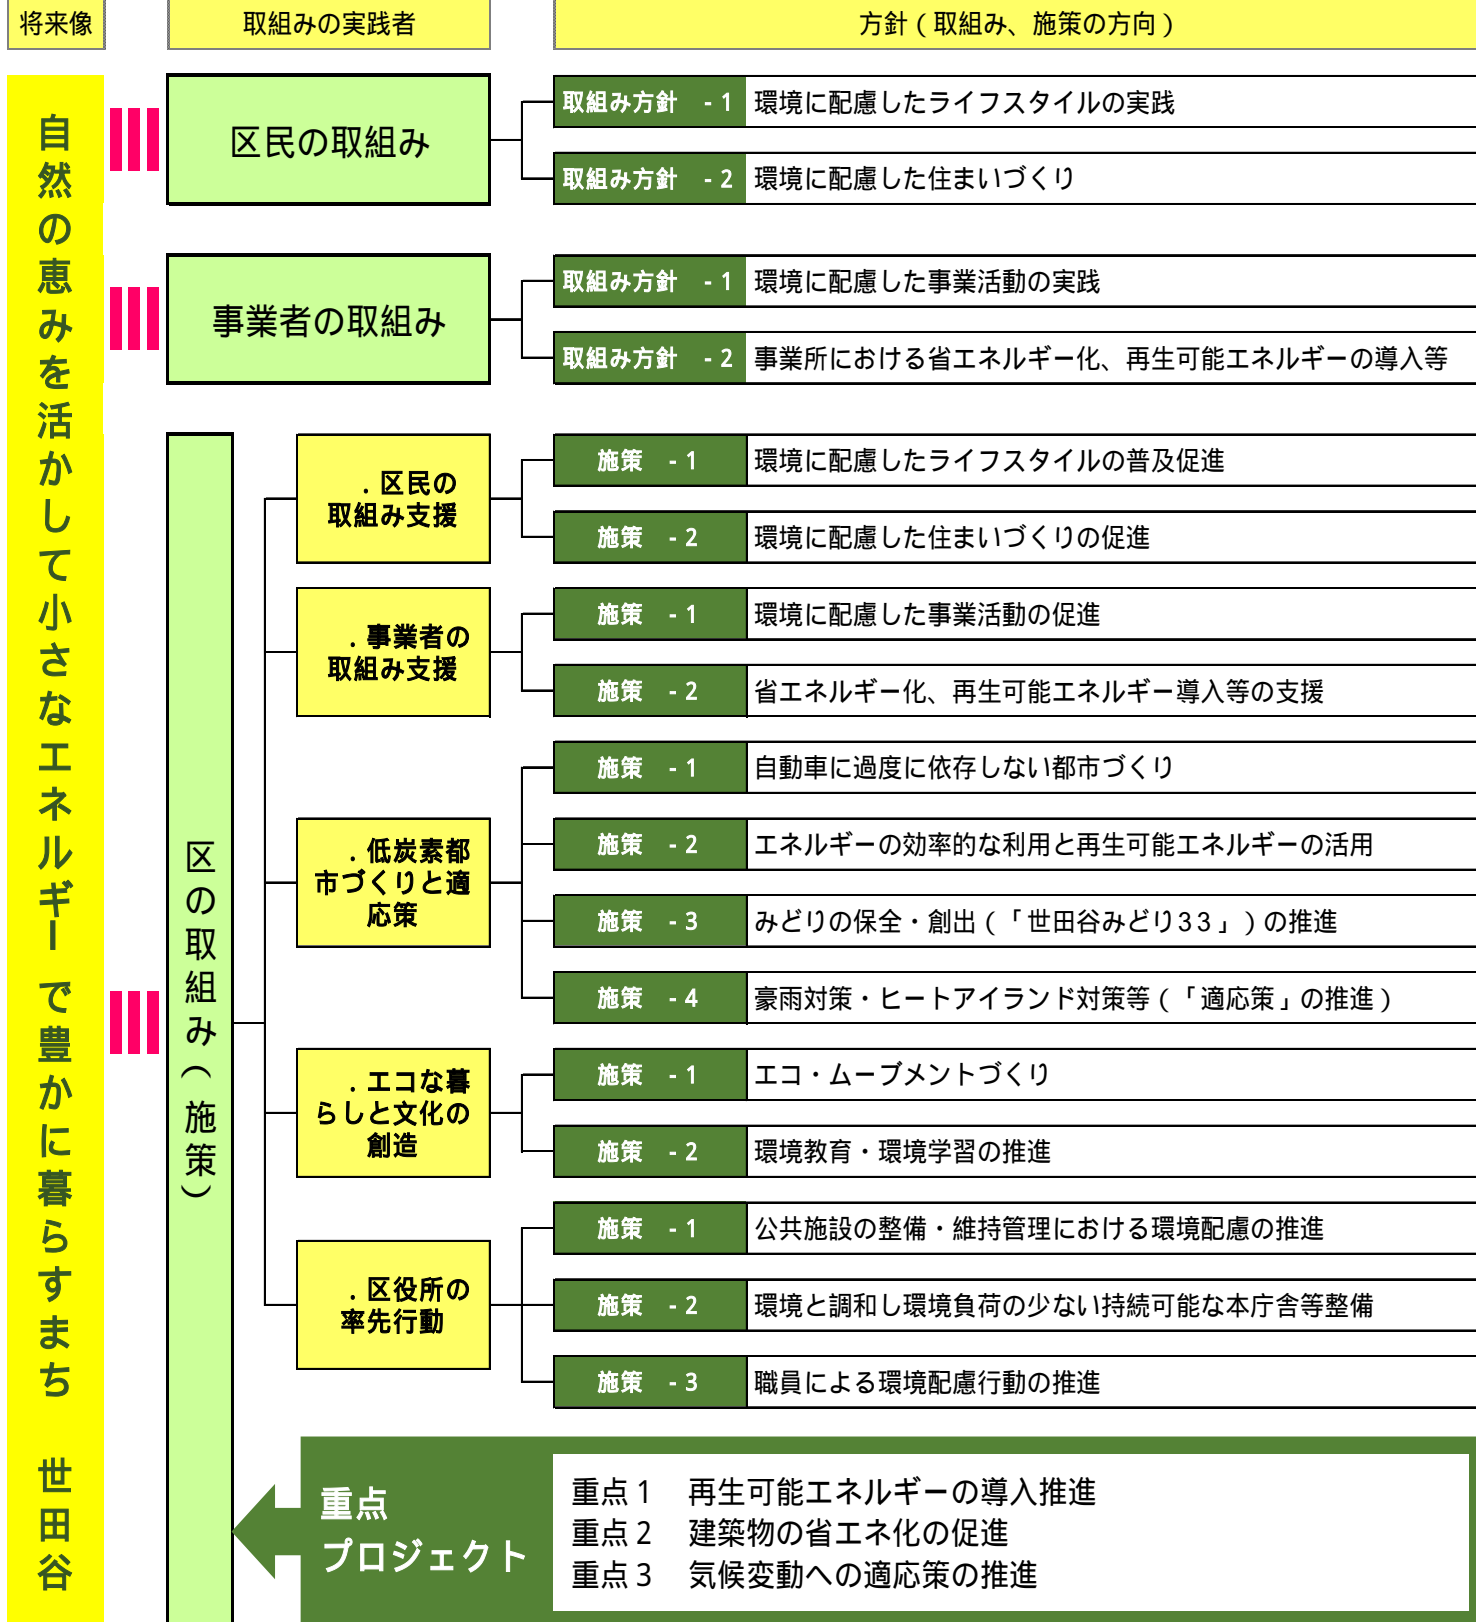 将来像
取組みの実践者
方針(取組み、施策の方向)
自然の恵みを活かして小さなエネルギーで豊かに暮らすまち 世田谷
区民の取組み
取組み方針 -1 環境に配慮したライフスタイルの実践
取組み方針 -2 環境に配慮した住まいづくり
事業者の取組み
取組み方針 -1 環境に配慮した事業活動の実践
取組み方針 -2 事業所における省エネルギー化、再生可能エネルギーの導入等
区の取組み(施策)
.区民の
取組み支援
施策 -1 環境に配慮したライフスタイルの普及促進
施策 -2 環境に配慮した住まいづくりの促進
.事業者の
取組み支援
施策 -1 環境に配慮した事業活動の促進
施策 -2 省エネルギー化、再生可能エネルギー導入等の支援
.低炭素都
市づくりと適
応策
施策 -1 自動車に過度に依存しない都市づくり
施策 -2 エネルギーの効率的な利用と再生可能エネルギーの活用
施策 -3 みどりの保全・創出(「世田谷みどり33」)の推進
施策 -4 豪雨対策・ヒートアイランド対策等(「適応策」の推進)
.エコな暮
らしと文化の
創造
施策 -1 エコ・ムーブメントづくり
施策 -2 環境教育・環境学習の推進
.区役所の
率先行動
施策 -1 公共施設の整備・維持管理における環境配慮の推進
施策 -2 環境と調和し環境負荷の少ない持続可能な本庁舎等整備
施策 -3 職員による環境配慮行動の推進
重点
プロジェクト
重点1 再生可能エネルギーの導入推進
重点2 建築物の省エネ化の促進
重点3 気候変動への適応策の推進